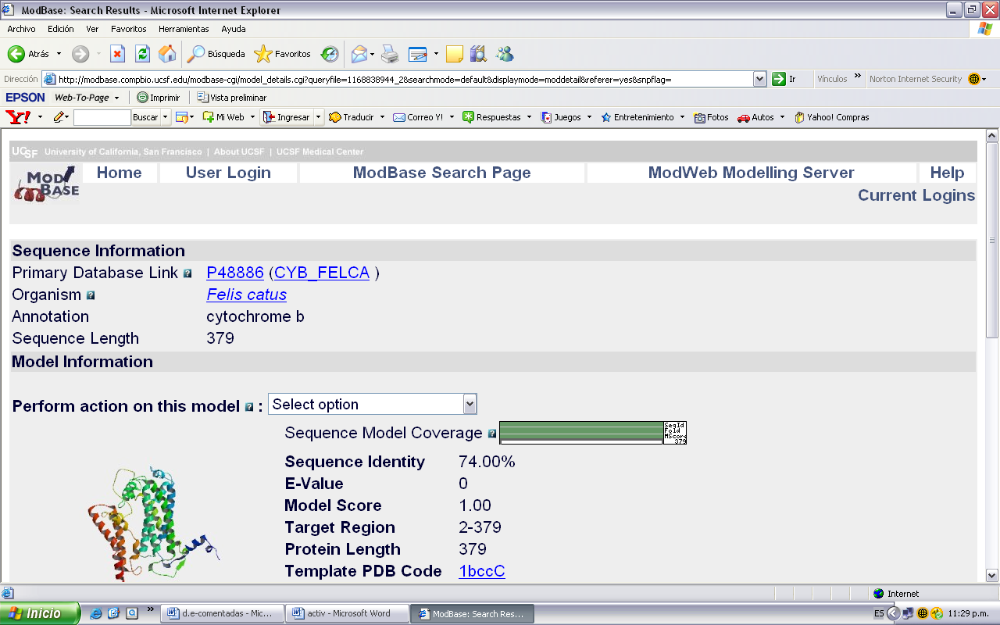 ModBase: Search Results - Microsoft Internet Explorer
Archivo Edición Ver Favoritos Herramientas Ayuda
Atrás Búsqueda Favoritos
Dirección http://modbase.compbio.ucsf.edu/modbase-cgi/model_details.cgi?queryfile=1168838944_2&searchmode=default&displaymode=moddetail&referer=yes&snpflag= Ir Vínculos » Norton Internet Security
EPSON Web-To-Page Imprimir Vista preliminar
Y! Buscar Mi Web Ingresar Traducir Correo Y! Respuestas Juegos Entretenimiento Fotos Autos Yahoo! Compras
UCSF University of California, San Francisco | About UCSF | UCSF Medical Center
MODBASE Home User Login ModBase Search Page ModWeb Modelling Server Help
Current Logins
Sequence Information
Primary Database Link ? P48886 (CYB_FELCA )
Organism ? Felis catus
Annotation cytochrome b
Sequence Length 379
Model Information
Perform action on this model ? : Select option
Sequence Model Coverage ? SeqId
Fold
MScore
379
Sequence Identity 74.00%
E-Value 0
Model Score 1.00
Target Region 2-379
Protein Length 379
Template PDB Code 1bccC
Internet
Inicio » d.e-comentadas - Mic... activ - Microsoft Word ModBase: Search Res... ES 11:29 p.m.